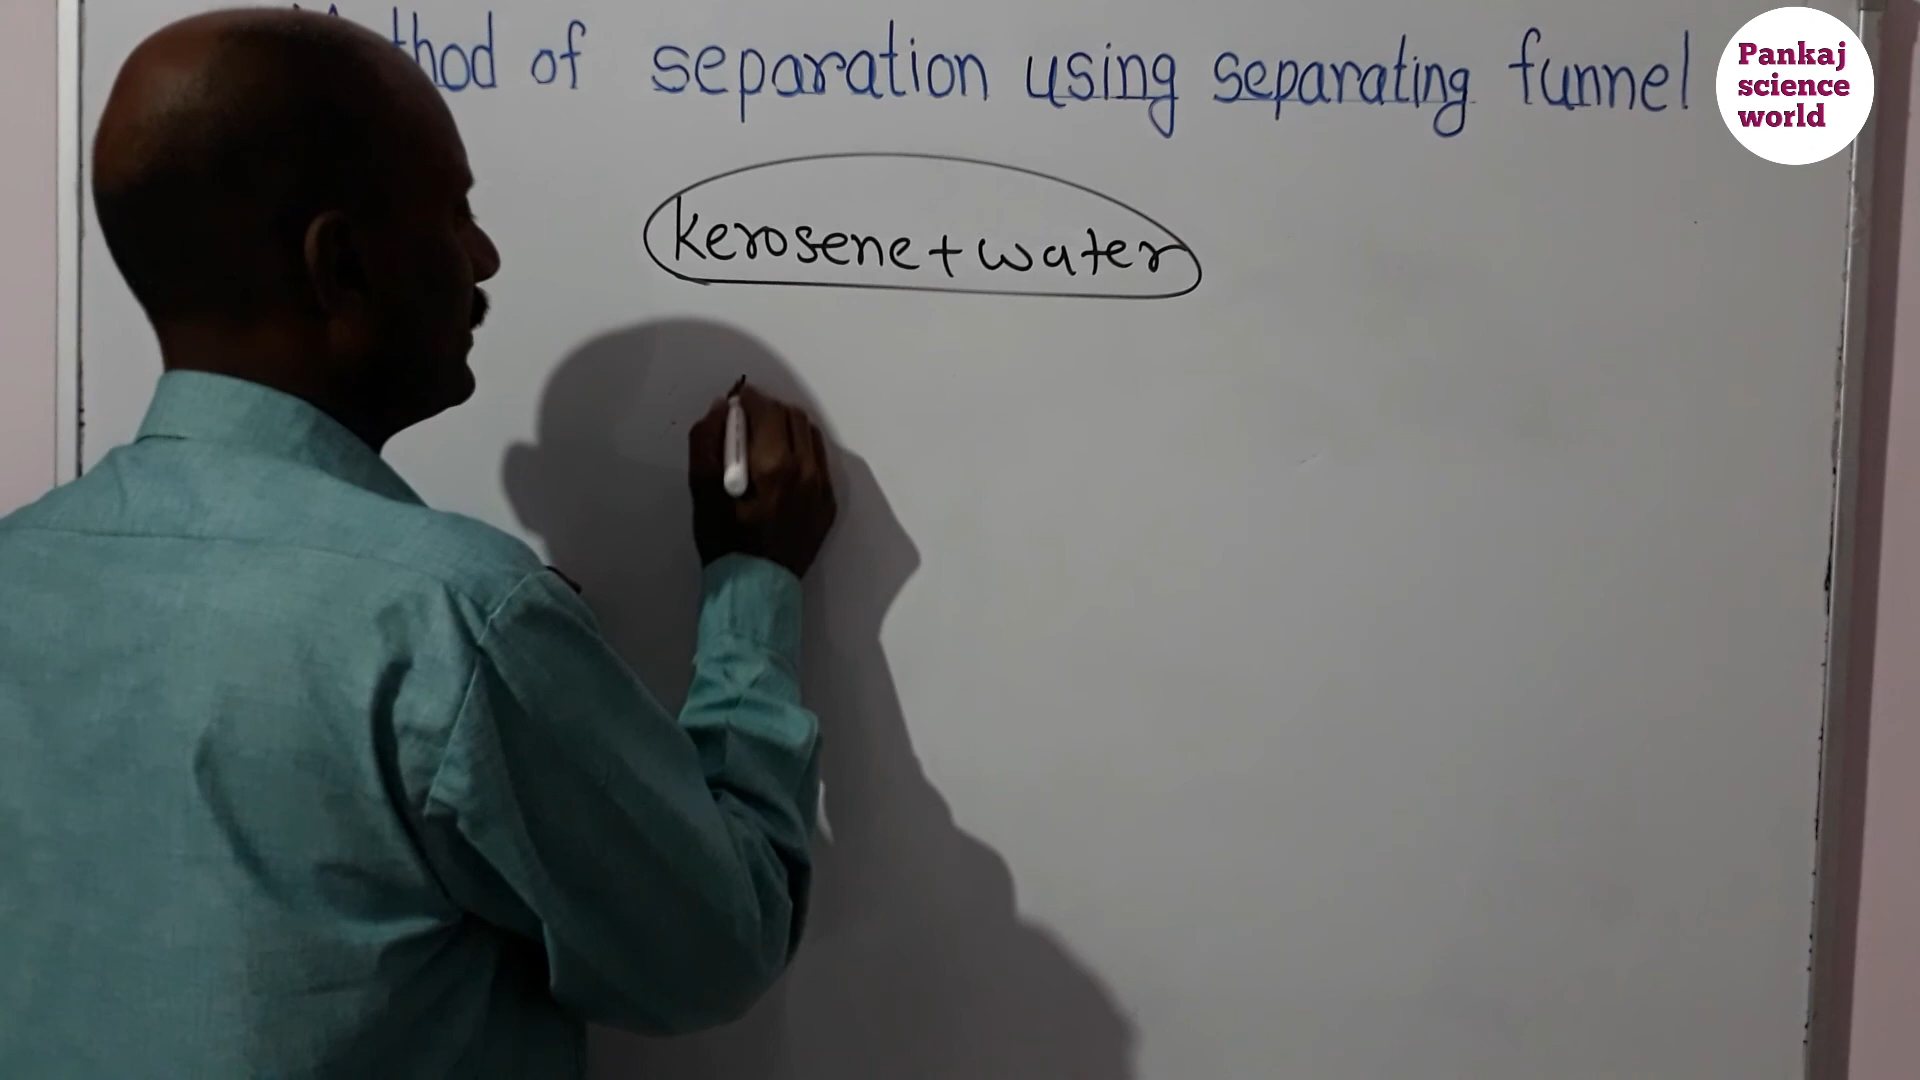 thod of separation using separating funnel
kerosene + water
Pankaj
science
world